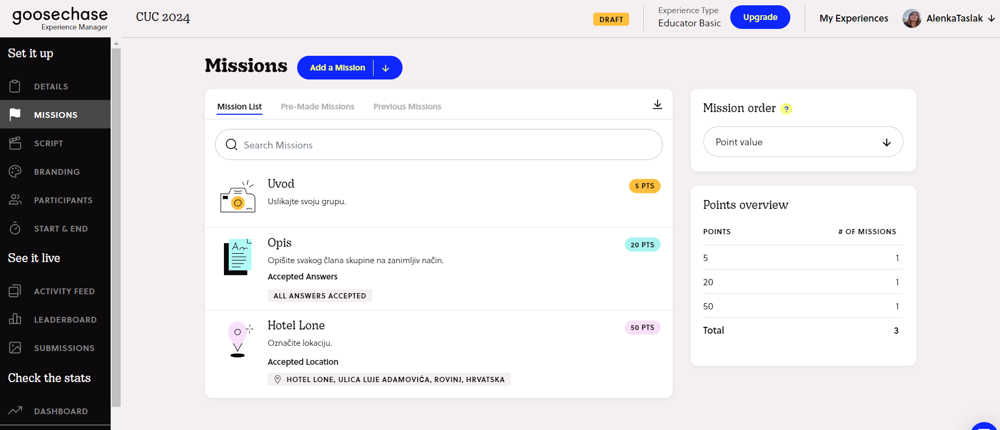 goosechase
Experience Manager
CUC 2024
DRAFT
Experience Type
Educator Basic
Upgrade
My Experiences
AlenkaTaslak
Set it up
DETAILS
MISSIONS
SCRIPT
BRANDING
PARTICIPANTS
START & END
See it live
ACTIVITY FEED
LEADERBOARD
SUBMISSIONS
Check the stats
DASHBOARD
Missions
Add a Mission
Mission List
Pre-Made Missions
Previous Missions
Search Missions
Uvod
5 PTS
Uslikajte svoju grupu.
Opis
20 PTS
Opišite svakog člana skupine na zanimljiv način.
Accepted Answers
ALL ANSWERS ACCEPTED
Hotel Lone
50 PTS
Označite lokaciju.
Accepted Location
HOTEL LONE, ULICA LUJE ADAMOVIĆA, ROVINJ, HRVATSKA
Mission order ?
Point value
Points overview
POINTS # OF MISSIONS
5 1
20 1
50 1
Total 3